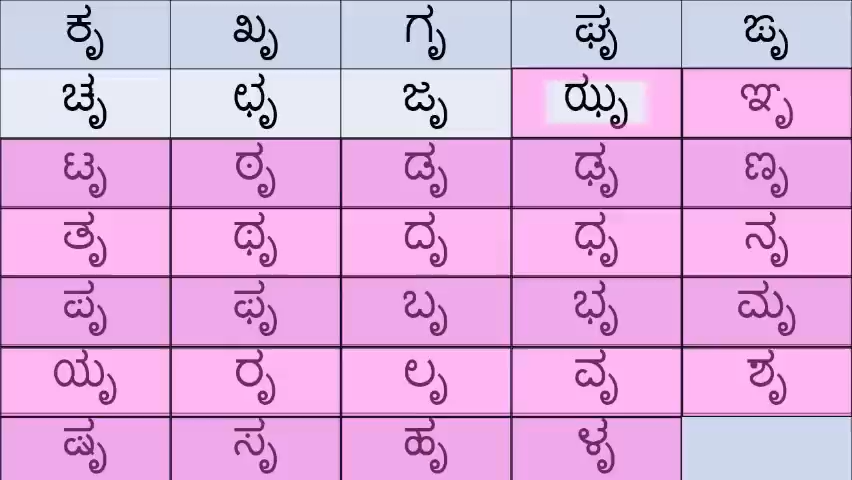 ಕೃ ಖೃ ಗೃ ಘೃ ಙೃ
ಚೃ ಛೃ ಜೃ ಝೃ ಞೃ
ಟೃ ಠೃ ಡೃ ಢೃ ಣೃ
ತೃ ಥೃ ದೃ ಧೃ ನೃ
ಪೃ ಫೃ ಬೃ ಭೃ ಮೃ
ಯೃ ರೃ ಲೃ ವೃ ಶೃ
ಷೃ ಸೃ ಹೃ ಳೃ